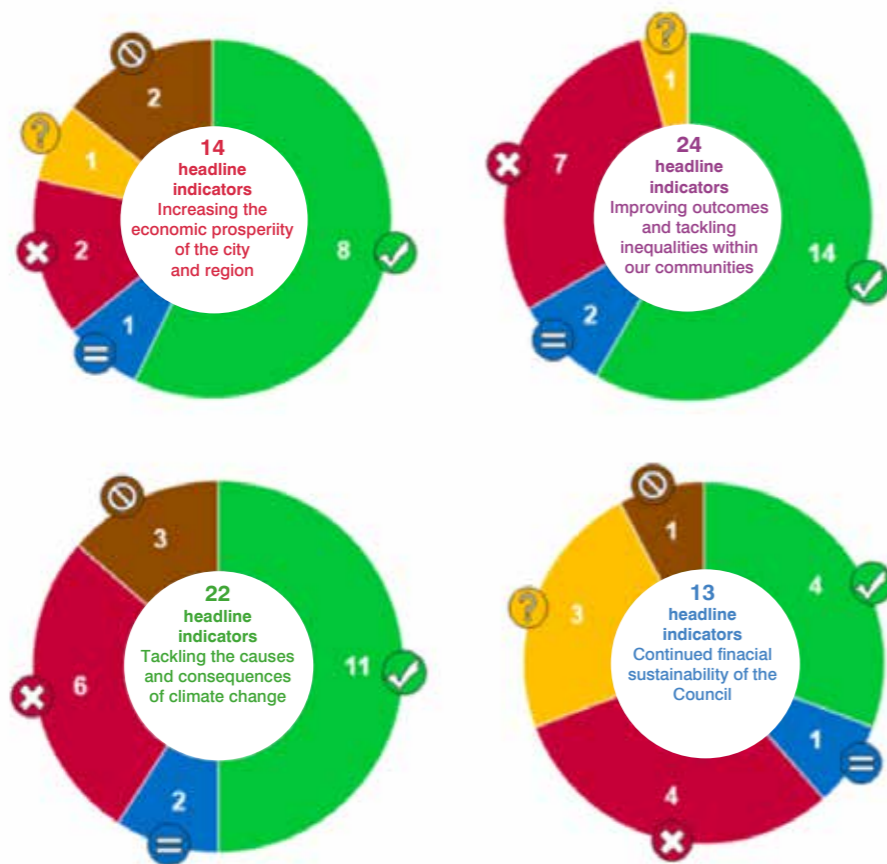 2
1
14
headline
indicators
Increasing the
economic prosperiity
of the city
and region
2
8
1
1
7
24
headline
indicators
Improving outcomes
and tackling
inequalities within
our communities
14
2
3
22
headline
indicators
Tackling the causes
and consequences
of climate change
11
6
2
1
4
3
13
headline
indicators
Continued finacial
sustainability of the
Council
1
4